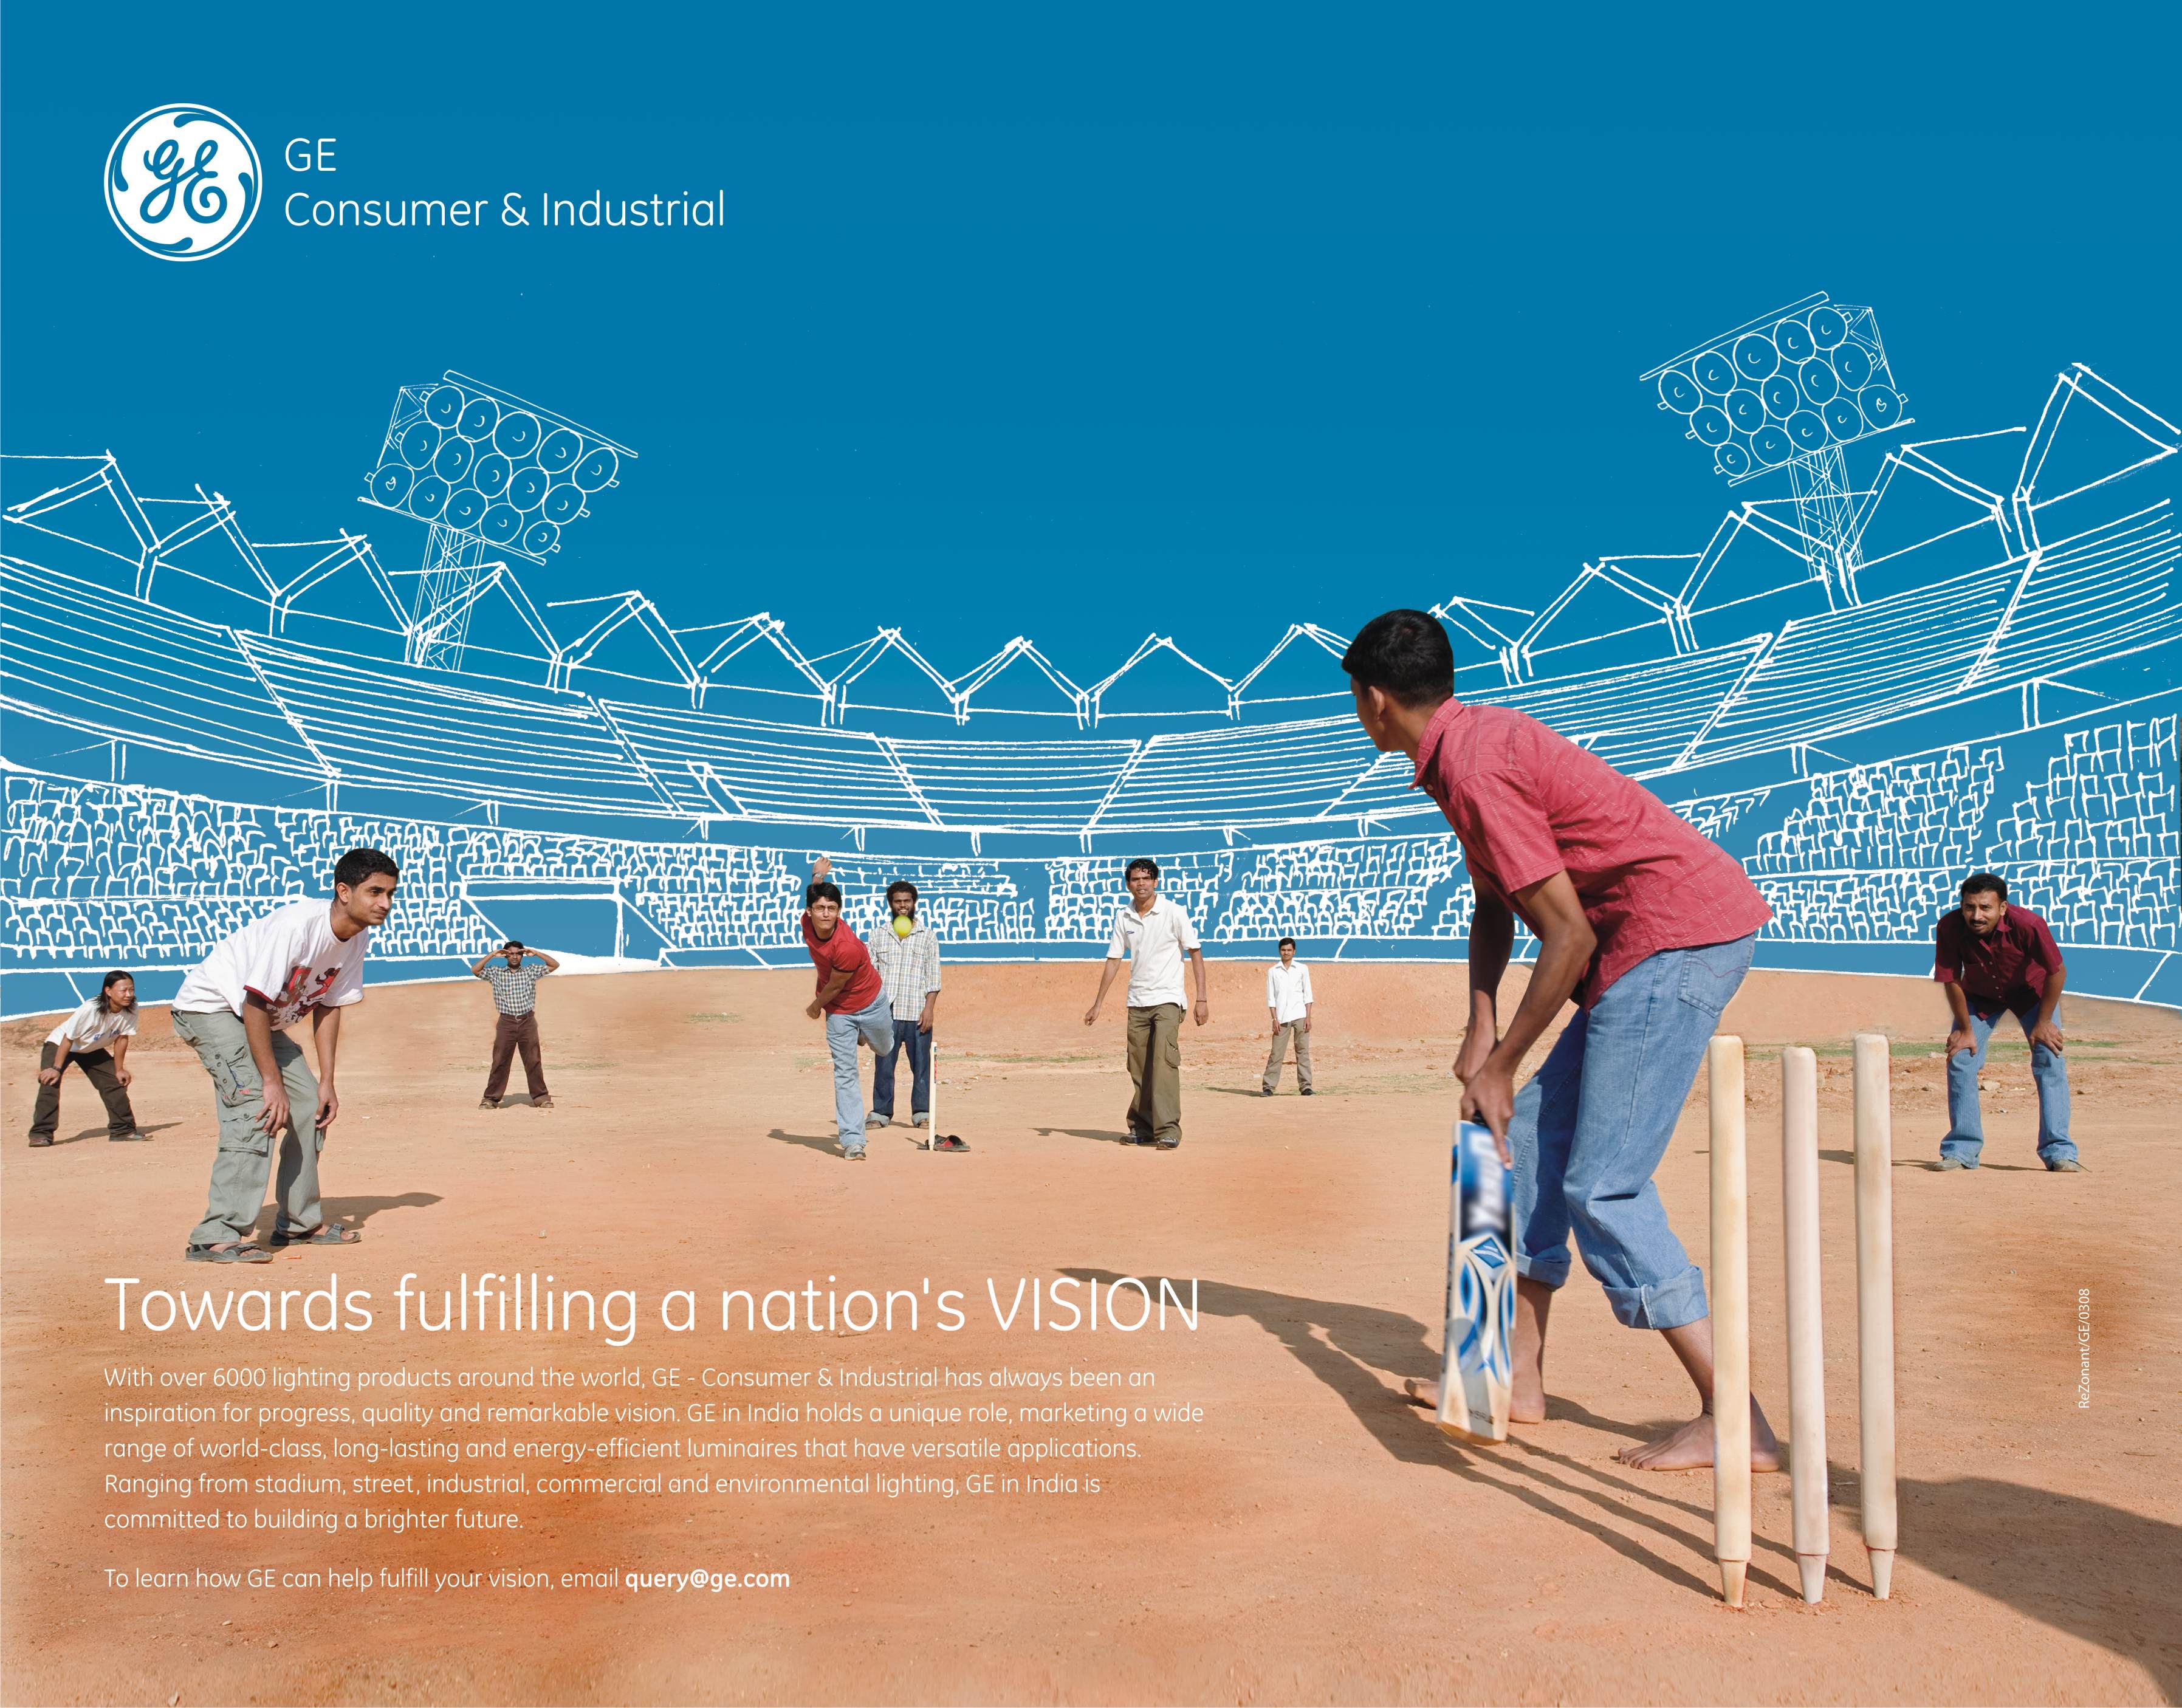 GE
GE
Consumer & Industrial
Towards fulfilling a nation's VISION
With over 6000 lighting products around the world, GE - Consumer & Industrial has always been an
inspiration for progress, quality and remarkable vision. GE in India holds a unique role, marketing a wide
range of world-class, long-lasting and energy-efficient luminaires that have versatile applications.
Ranging from stadium, street, industrial, commercial and environmental lighting, GE in India is
committed to building a brighter future.
To learn how GE can help fulfill your vision, email query@ge.com
ReZonant/GE/0308